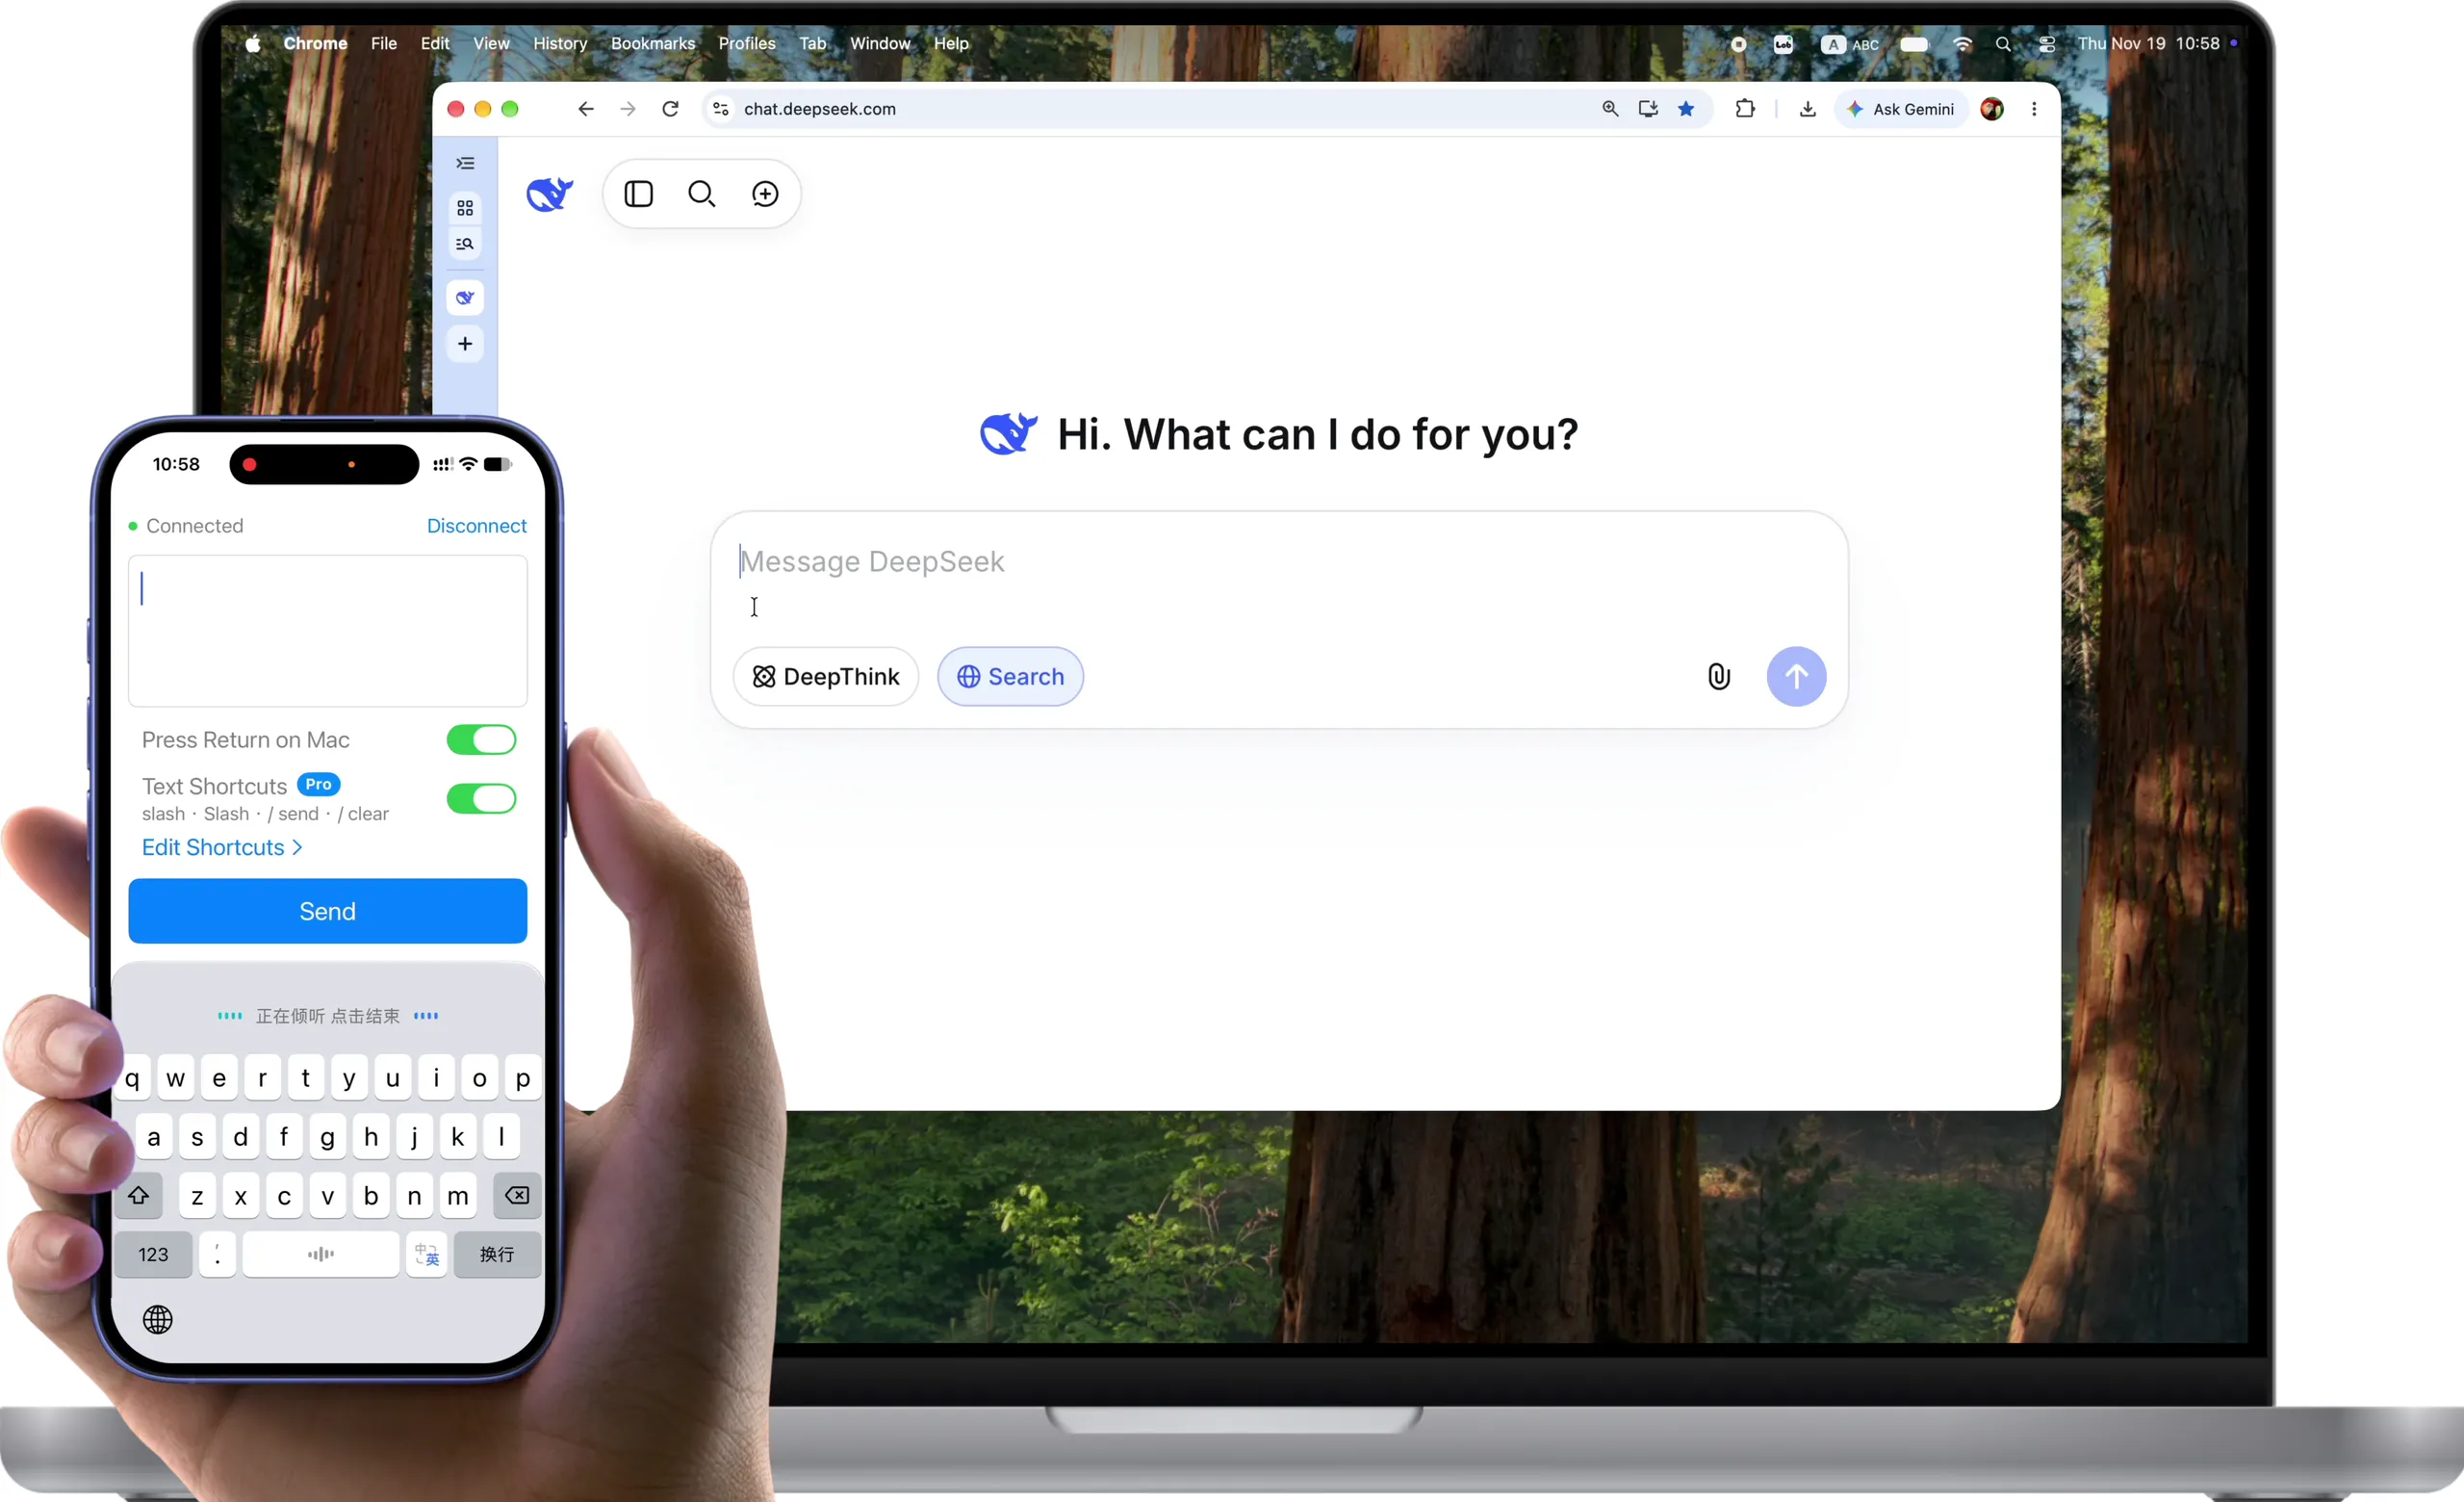 Chrome File Edit View History Bookmarks Profiles Tab Window Help
A ABC Thu Nov 19 10:58
chat.deepseek.com
Ask Gemini
Hi. What can I do for you?
Message DeepSeek
DeepThink Search
10:58
Connected Disconnect
Press Return on Mac
Text Shortcuts Pro
slash · Slash · / send · / clear
Edit Shortcuts >
Send
正在倾听 点击结束
q w e r t y u i o p
a s d f g h j k l
z x c v b n m
123 中英 换行